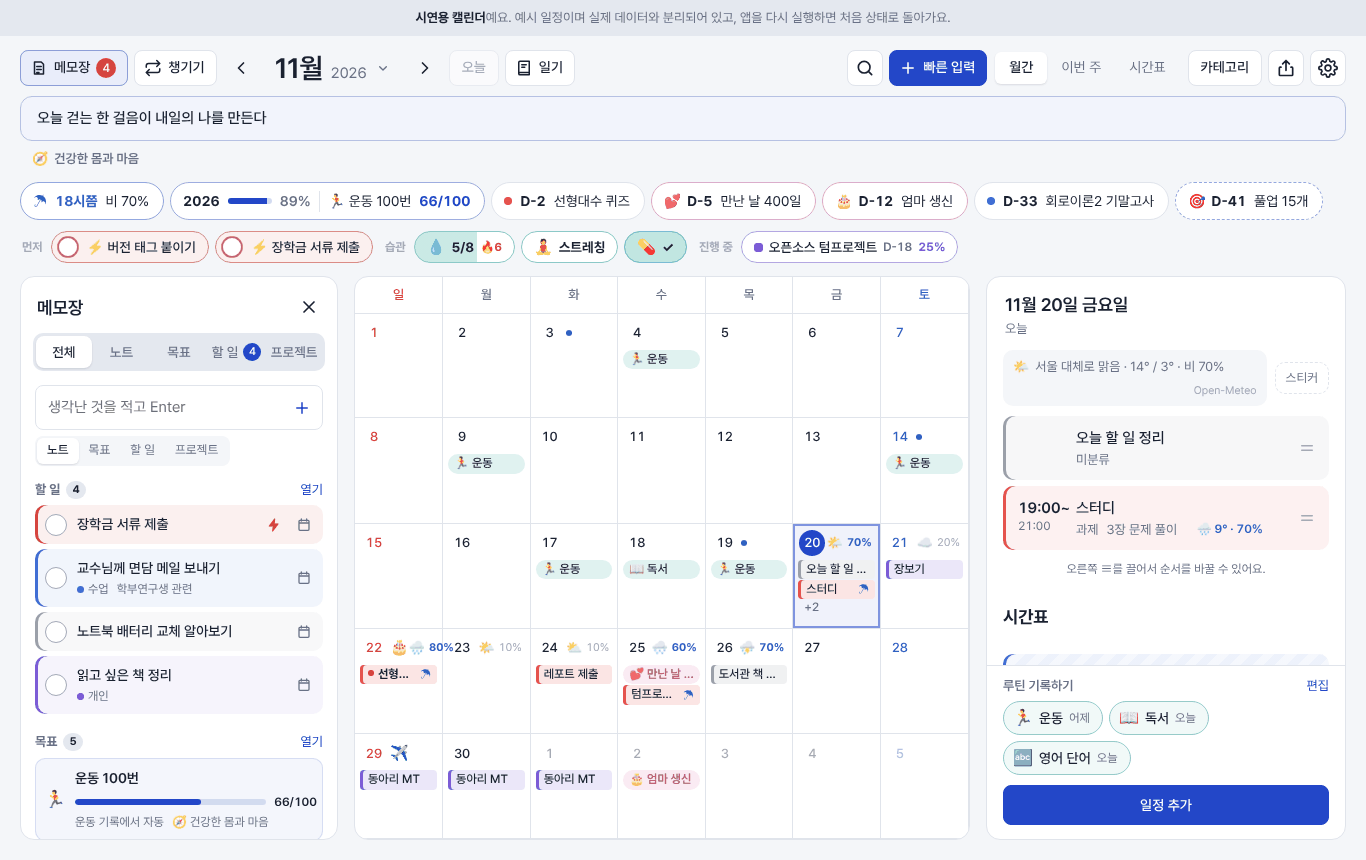 시연용 캘린더예요. 예시 일정이며 실제 데이터와 분리되어 있고, 앱을 다시 실행하면 처음 상태로 돌아가요.
메모장 4 챙기기 11월 2026 오늘 일기 빠른 입력 월간 이번 주 시간표 카테고리
오늘 걷는 한 걸음이 내일의 나를 만든다
🧭 건강한 몸과 마음
18시쯤 비 70% 2026 89% 🏃 운동 100번 66/100 D-2 선형대수 퀴즈 💕 D-5 만난 날 400일 🎂 D-12 엄마 생신 D-33 회로이론2 기말고사 🎯 D-41 풀업 15개
먼저 ⚡ 버전 태그 붙이기 ⚡ 장학금 서류 제출 습관 💧 5/8 🔥6 🧘 스트레칭 💊 ✓ 진행 중 오픈소스 텀프로젝트 D-18 25%
메모장
전체 노트 목표 할 일 4 프로젝트
생각난 것을 적고 Enter
노트 목표 할 일 프로젝트
할 일 4 열기
장학금 서류 제출
교수님께 면담 메일 보내기
수업 학부연구생 관련
노트북 배터리 교체 알아보기
읽고 싶은 책 정리
개인
목표 5 열기
운동 100번
66/100
운동 기록에서 자동 🧭 건강한 몸과 마음
일 월 화 수 목 금 토
1 2 3 4 5 6 7
🏃 운동
8 9 10 11 12 13 14
🏃 운동 🏃 운동
15 16 17 18 19 20 70% 21 20%
🏃 운동 📖 독서 🏃 운동 오늘 할 일 ... 장보기
스터디
+2
22 80% 23 10% 24 10% 25 60% 26 70% 27 28
선형... 레포트 제출 💕 만난 날 ... 도서관 책 ...
텀프로...
29 30 1 2 3 4 5
동아리 MT 동아리 MT 동아리 MT 🎂 엄마 생신
11월 20일 금요일
오늘
서울 대체로 맑음 · 14° / 3° · 비 70%
Open-Meteo
스티커
오늘 할 일 정리
미분류
19:00~ 스터디
21:00 과제 3장 문제 풀이 9° · 70%
오른쪽 ≡를 끌어서 순서를 바꿀 수 있어요.
시간표
루틴 기록하기 편집
🏃 운동 어제 📖 독서 오늘
🔤 영어 단어 오늘
일정 추가